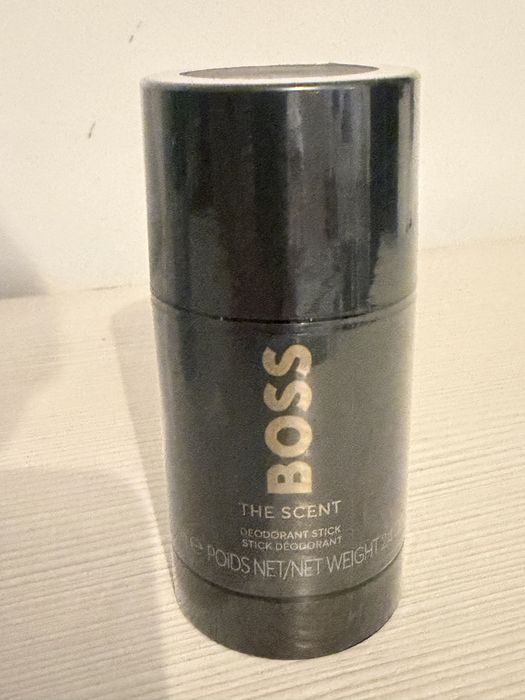 BOSS
THE SCENT
DEODORANT STICK
STICK DÉODORANT
℮ POIDS NET/NET WEIGHT